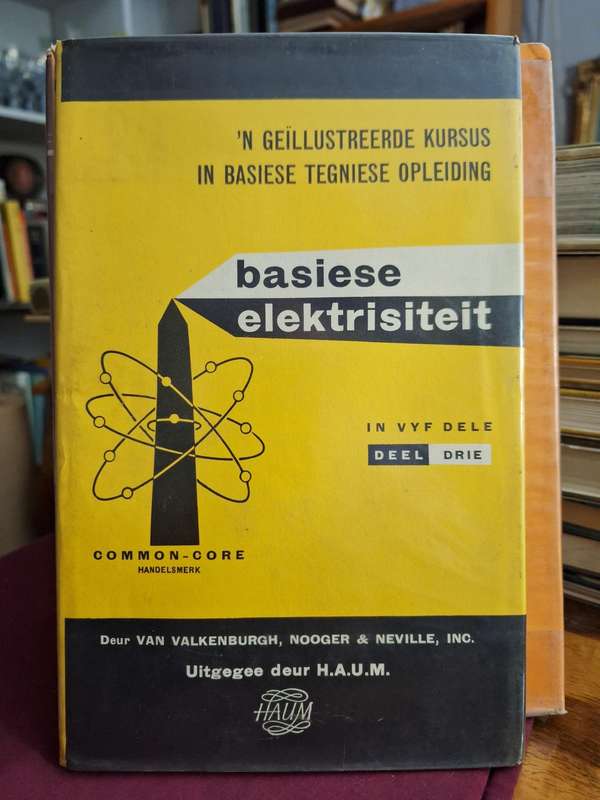 'N GEÏLLUSTREERDE KURSUS
IN BASIESE TEGNIESE OPLEIDING
basiese
elektrisiteit
IN VYF DELE
DEEL DRIE
COMMON-CORE
HANDELSMERK
Deur VAN VALKENBURGH, NOOGER & NEVILLE, INC.
Uitgegee deur H.A.U.M.
HAUM